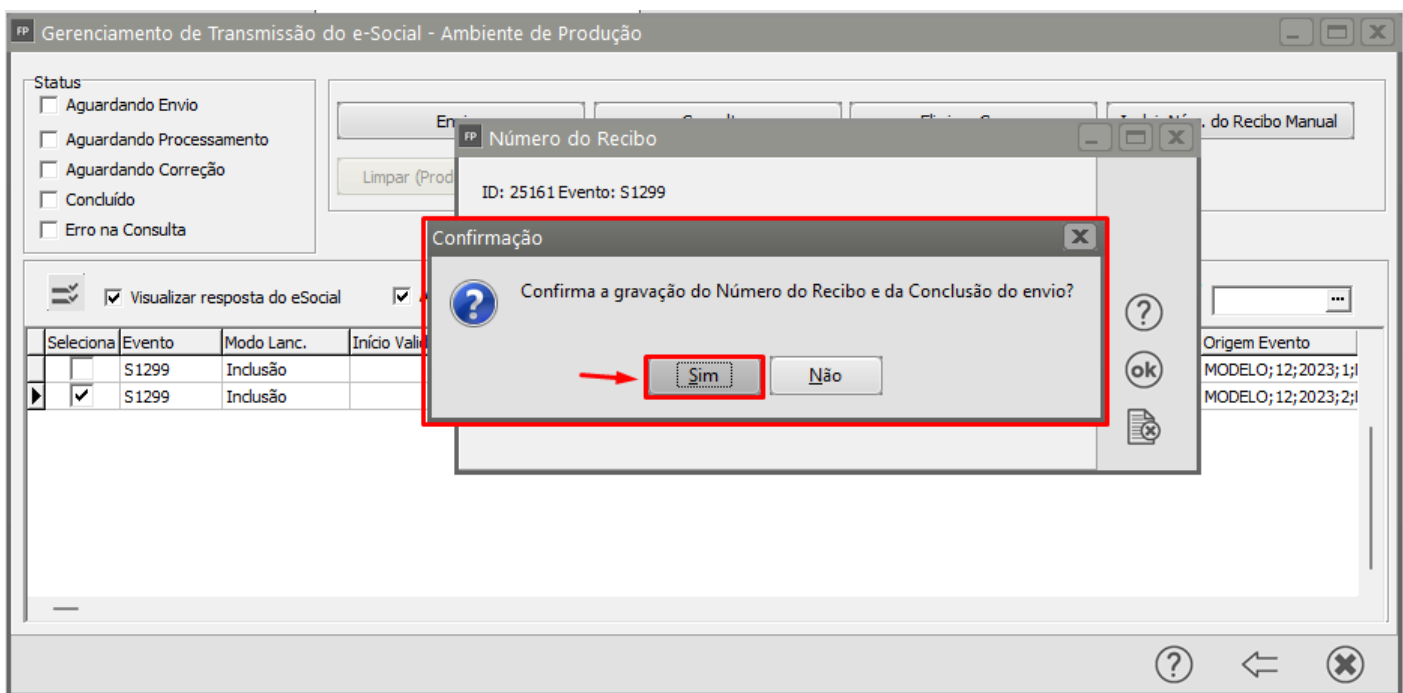 FP Gerenciamento de Transmissão do e-Social - Ambiente de Produção
Status
Aguardando Envio
Aguardando Processamento
Aguardando Correção
Concluído
Erro na Consulta
. do Recibo Manual
Limpar (Prod
FP Número do Recibo
ID: 25161 Evento: S1299
Confirmação
Confirma a gravação do Número do Recibo e da Conclusão do envio?
Sim
Não
Visualizar resposta do eSocial
...
ok
Seleciona Evento Modo Lanc. Início Valid Origem Evento
S1299 Inclusão MODELO;12;2023;1;
S1299 Inclusão MODELO;12;2023;2;